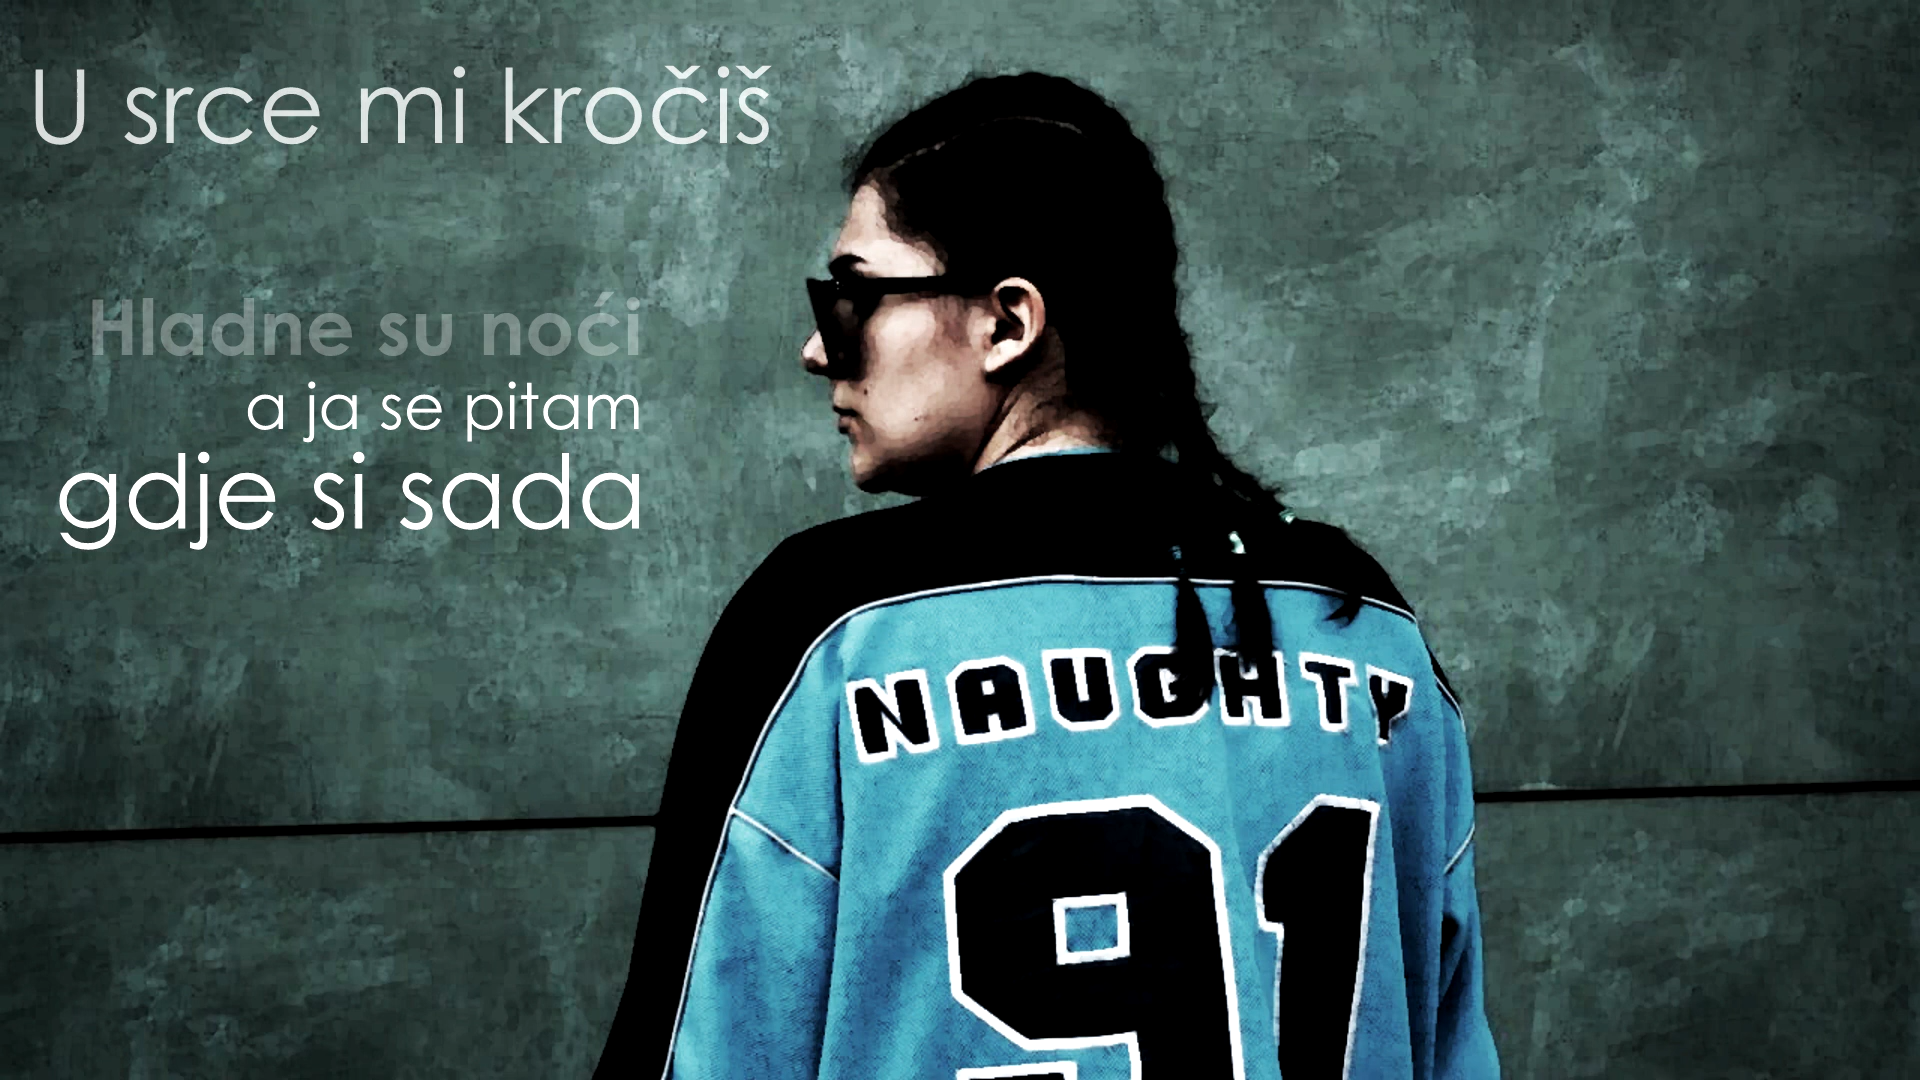 U srce mi kročiš
Hladne su noći
a ja se pitam
gdje si sada
NAUGHTY
91